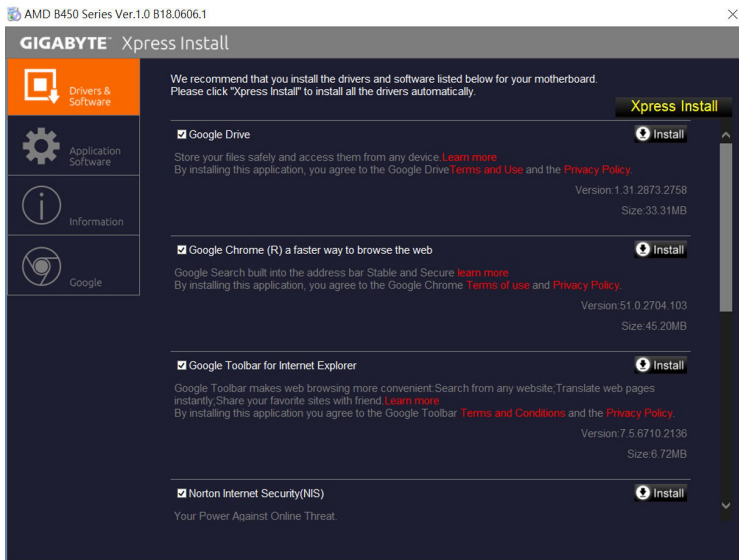 AMD B450 Series Ver.1.0 B18.0606.1
GIGABYTE™ Xpress Install
Drivers &
Software
Application
Software
Information
Google
We recommend that you install the drivers and software listed below for your motherboard.
Please click "Xpress Install" to install all the drivers automatically.
Xpress Install
Google Drive
Install
Store your files safely and access them from any device.Learn more
By installing this application, you agree to the Google DriveTerms and Use and the Privacy Policy.
Version:1.31.2873.2758
Size:33.31MB
Google Chrome (R) a faster way to browse the web
Install
Google Search built into the address bar Stable and Secure learn more
By installing this application, you agree to the Google Chrome Terms of use and Privacy Policy.
Version:51.0.2704.103
Size:45.20MB
Google Toolbar for Internet Explorer
Install
Google Toolbar makes web browsing more convenient:Search from any website;Translate web pages
instantly;Share your favorite sites with friend.Learn more
By installing this application you agree to the Google Toolbar Terms and Conditions and the Privacy Policy.
Version:7.5.6710.2136
Size:6.72MB
Norton Internet Security(NIS)
Install
Your Power Against Online Threat.